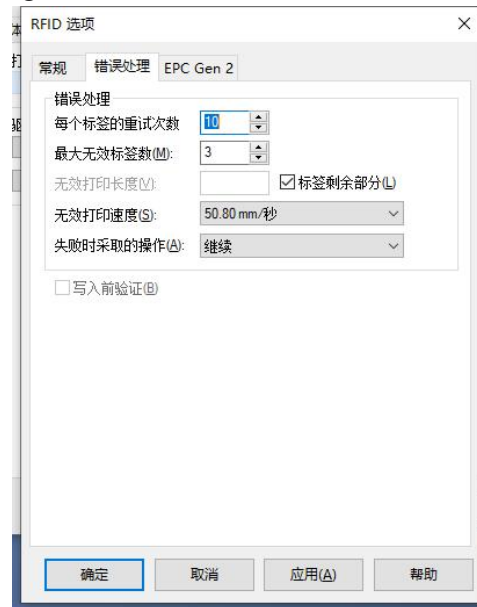 RFID 选项
常规 错误处理 EPC Gen 2
错误处理
每个标签的重试次数 10
最大无效标签数(M): 3
无效打印长度(V): 标签剩余部分(L)
无效打印速度(S): 50.80 mm/秒
失败时采取的操作(A): 继续
写入前验证(B)
确定 取消 应用(A) 帮助